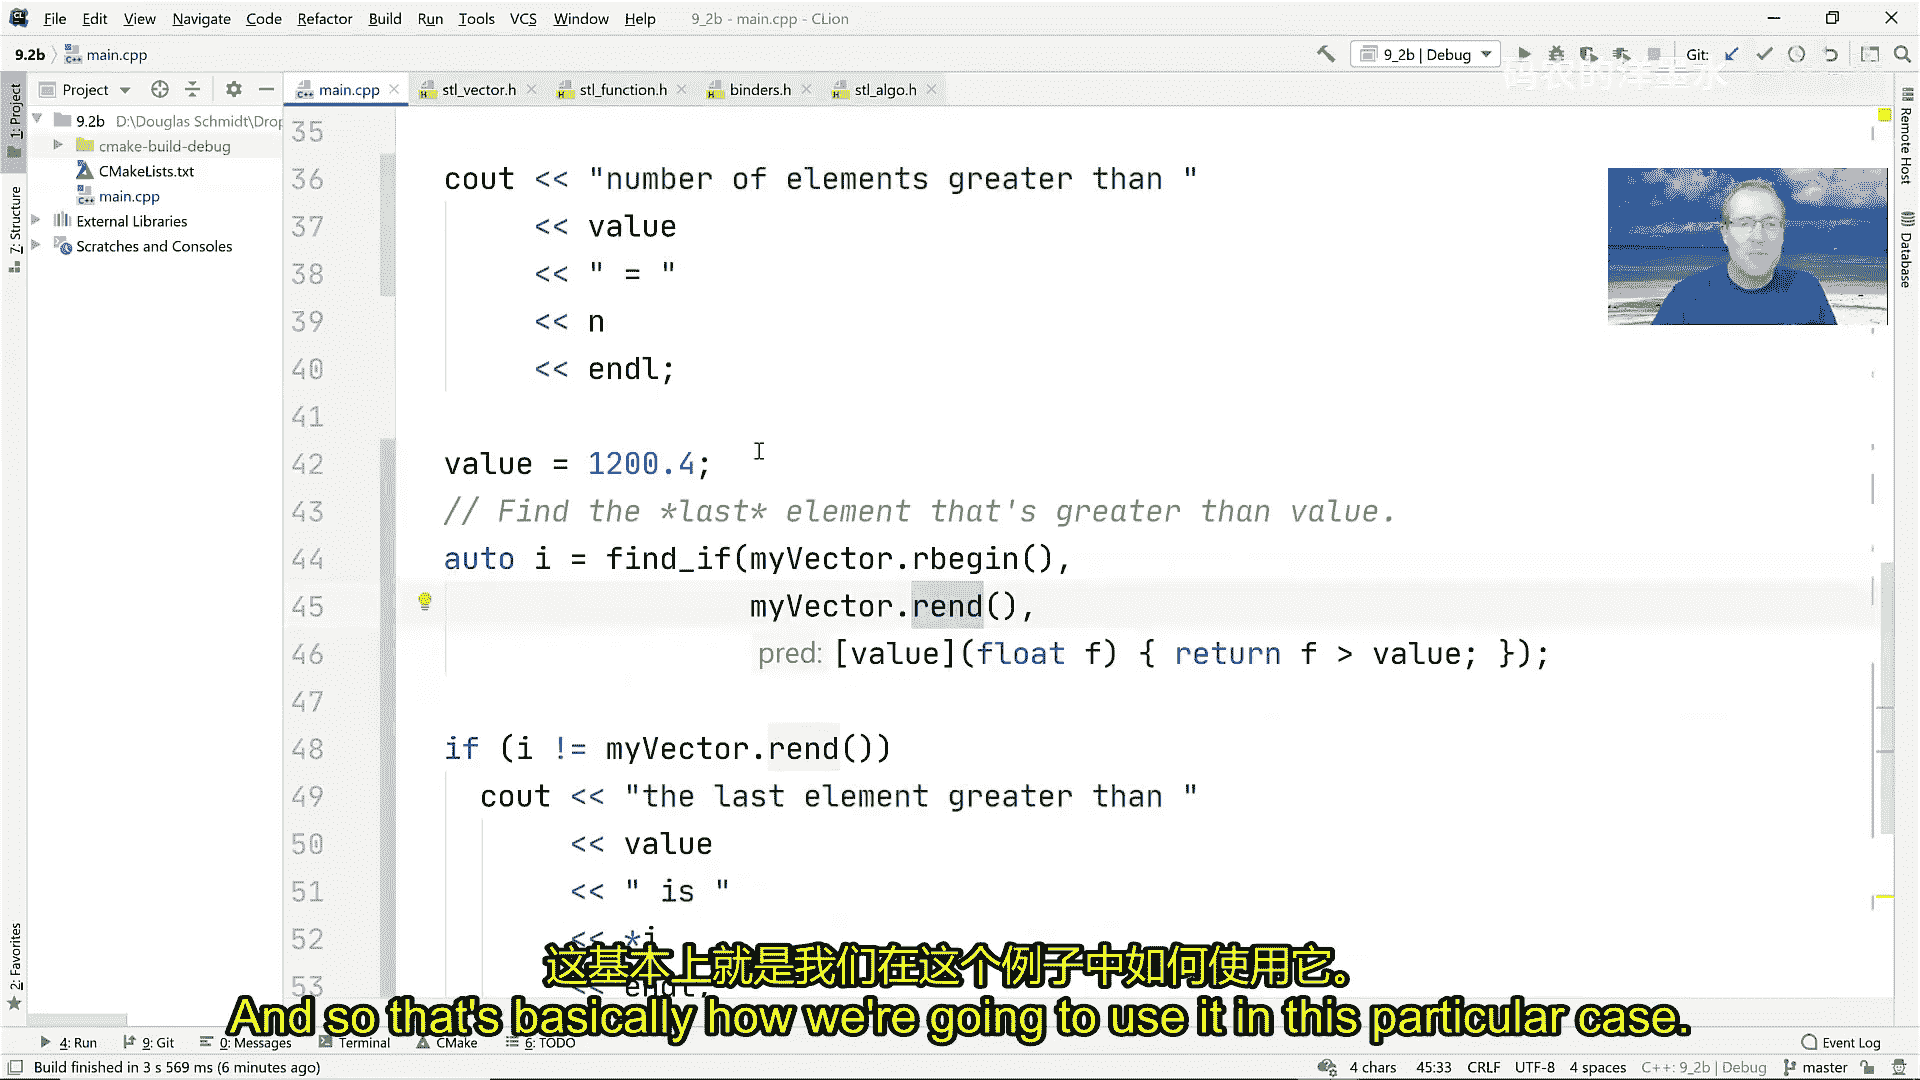 File Edit View Navigate Code Refactor Build Run Tools VCS Window Help 9_2b - main.cpp - CLion
9.2b main.cpp 9_2b | Debug Git:
码农的洋墨水
1: Project
7: Structure
2: Favorites
Project
9.2b D:\Douglas Schmidt\Drop
cmake-build-debug
CMakeLists.txt
main.cpp
External Libraries
Scratches and Consoles
main.cpp stl_vector.h stl_function.h binders.h stl_algo.h
35
36 cout << "number of elements greater than "
37 << value
38 << " = "
39 << n
40 << endl;
41
42 value = 1200.4;
43 // Find the *last* element that's greater than value.
44 auto i = find_if(myVector.rbegin(),
45 myVector.rend(),
46 pred: [value](float f) { return f > value; });
47
48 if (i != myVector.rend())
49 cout << "the last element greater than "
50 << value
51 << " is "
52 << *i
53 << endl;
Remote Host
Database
这基本上就是我们在这个例子中如何使用它。
And so that's basically how we're going to use it in this particular case.
4: Run 9: Git 0: Messages Terminal CMake 6: TODO Event Log
Build finished in 3 s 569 ms (6 minutes ago) 4 chars 45:33 CRLF UTF-8 4 spaces C++: 9_2b | Debug master